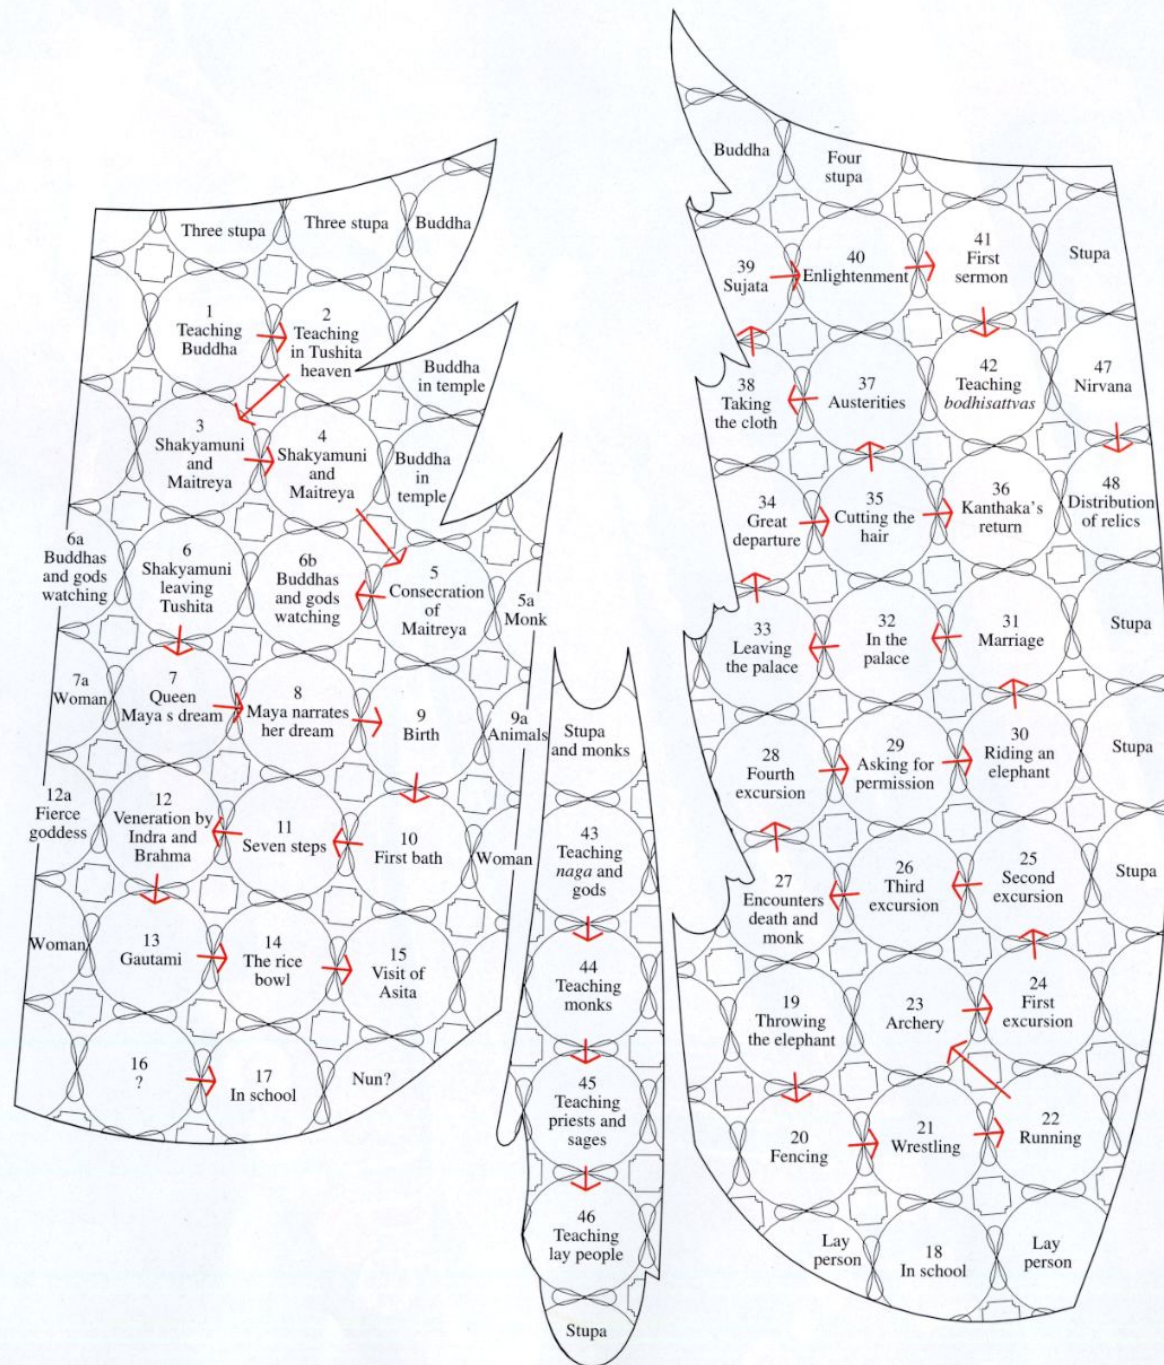 Three stupa
Three stupa
Buddha
1
Teaching
Buddha
2
Teaching
in Tushita
heaven
Buddha
in temple
3
Shakyamuni
and
Maitreya
4
Shakyamuni
and
Maitreya
Buddha
in
temple
6a
Buddhas
and gods
watching
6
Shakyamuni
leaving
Tushita
6b
Buddhas
and gods
watching
5
Consecration
of
Maitreya
5a
Monk
7a
Woman
7
Queen
Maya s dream
8
Maya narrates
her dream
9
Birth
9a
Animals
12a
Fierce
goddess
12
Veneration by
Indra and
Brahma
11
Seven steps
10
First bath
Woman
Woman
13
Gautami
14
The rice
bowl
15
Visit of
Asita
16
?
17
In school
Nun?
Stupa
and monks
43
Teaching
naga and
gods
44
Teaching
monks
45
Teaching
priests and
sages
46
Teaching
lay people
Stupa
Buddha
Four
stupa
39
Sujata
40
Enlightenment
41
First
sermon
Stupa
38
Taking
the cloth
37
Austerities
42
Teaching
bodhisattvas
47
Nirvana
34
Great
departure
35
Cutting the
hair
36
Kanthaka's
return
48
Distribution
of relics
33
Leaving
the palace
32
In the
palace
31
Marriage
Stupa
28
Fourth
excursion
29
Asking for
permission
30
Riding an
elephant
Stupa
27
Encounters
death and
monk
26
Third
excursion
25
Second
excursion
Stupa
19
Throwing
the elephant
23
Archery
24
First
excursion
20
Fencing
21
Wrestling
22
Running
Lay
person
18
In school
Lay
person